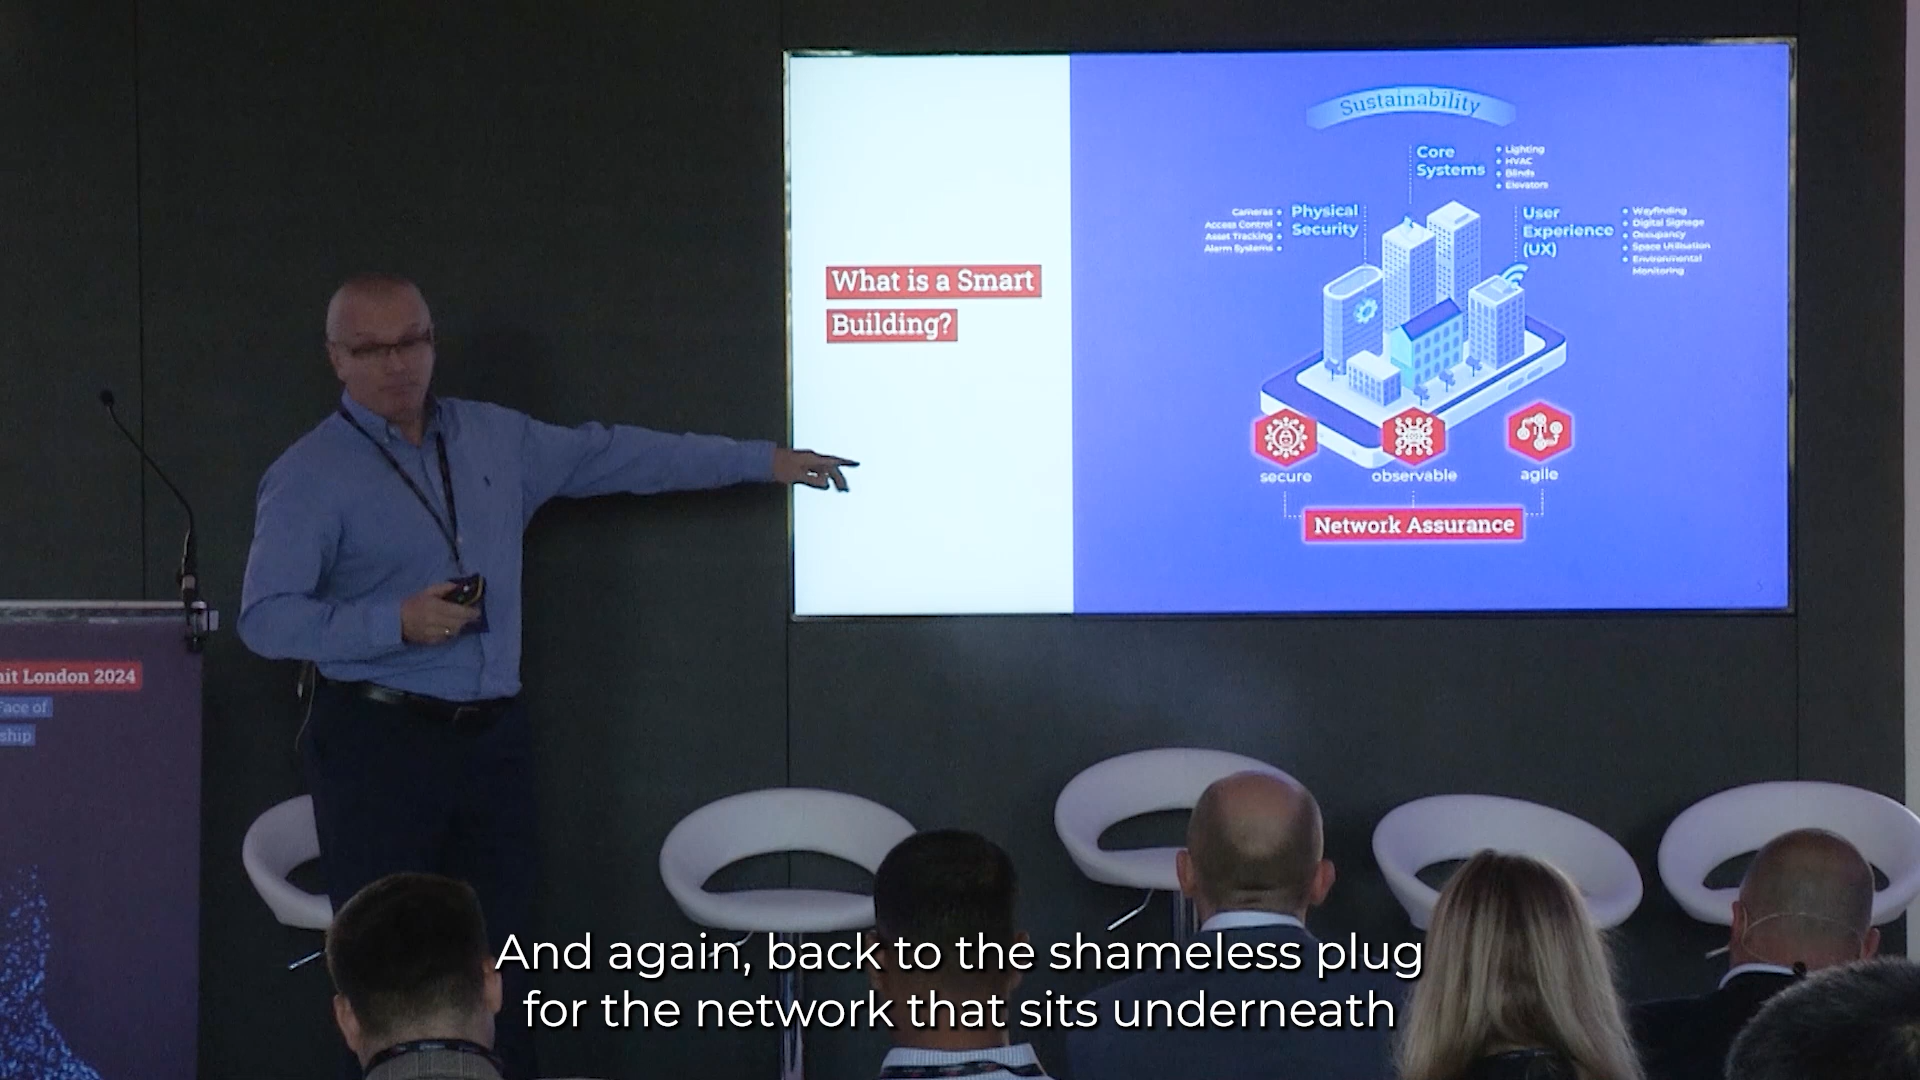 Sustainability
Core
Systems
Lighting
HVAC
Blinds
Elevators
Cameras
Access Control
Asset Tracking
Alarm Systems
Physical
Security
User
Experience
(UX)
Wayfinding
Digital Signage
Occupancy
Space Utilisation
Environmental
Monitoring
What is a Smart
Building?
secure
observable
agile
Network Assurance
London 2024
Face of
And again, back to the shameless plug
for the network that sits underneath